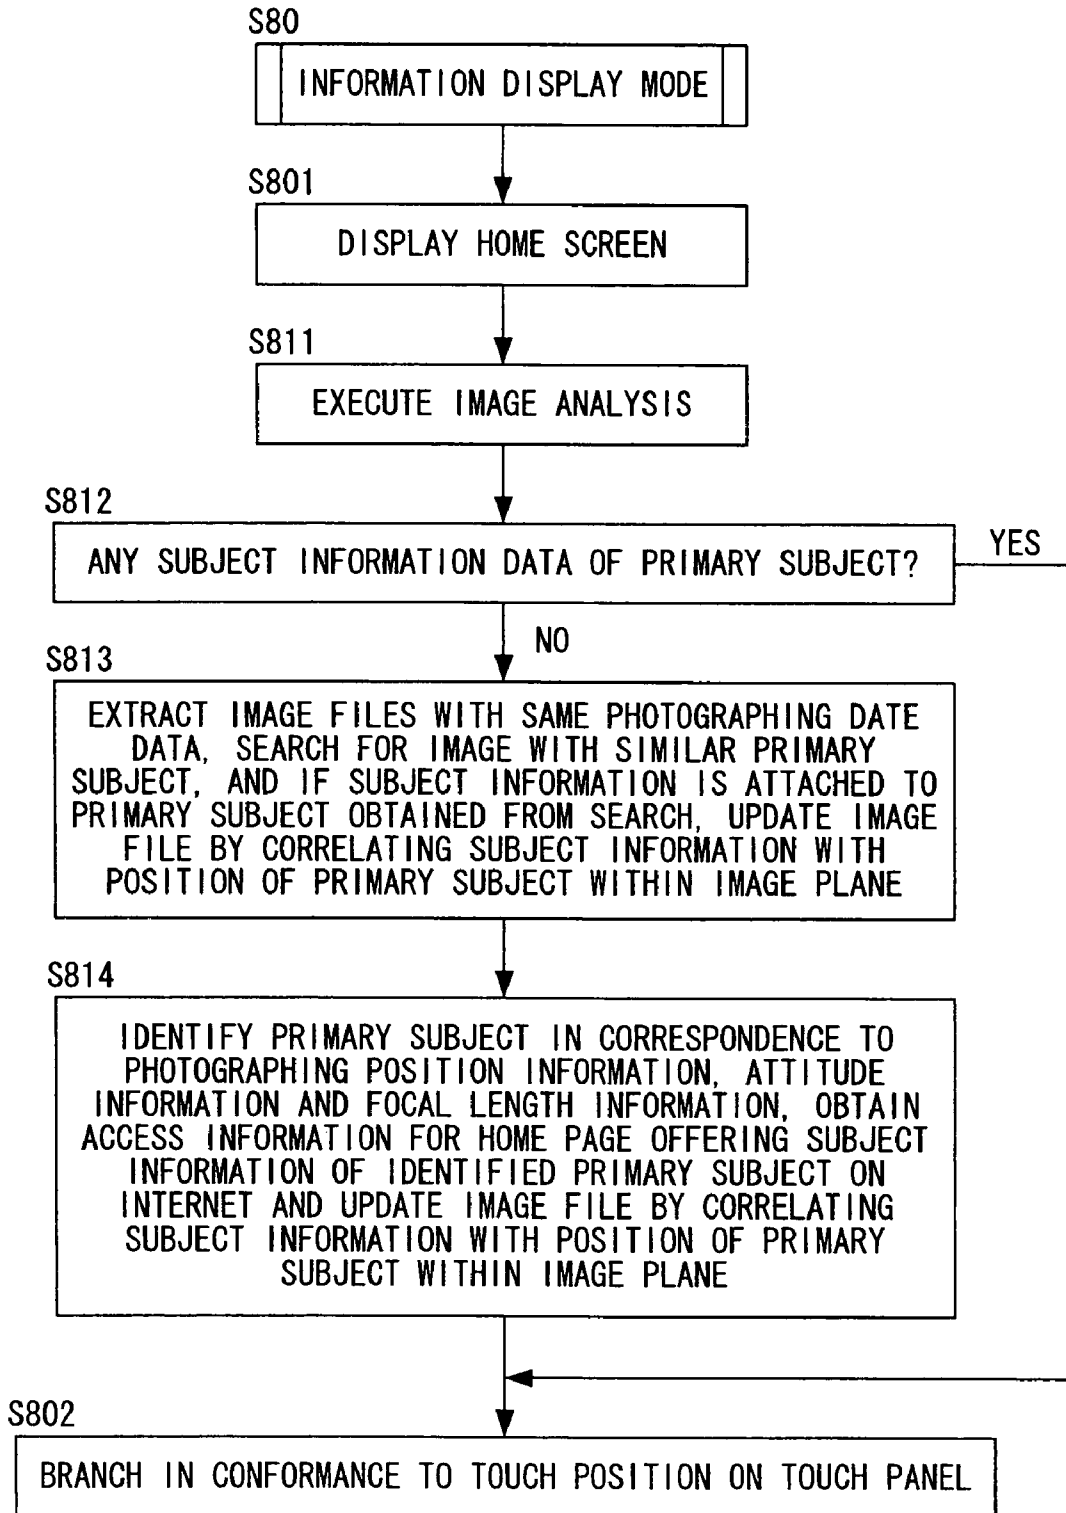 S80
INFORMATION DISPLAY MODE
S801
DISPLAY HOME SCREEN
S811
EXECUTE IMAGE ANALYSIS
S812
ANY SUBJECT INFORMATION DATA OF PRIMARY SUBJECT?
YES
NO
S813
EXTRACT IMAGE FILES WITH SAME PHOTOGRAPHING DATE
DATA, SEARCH FOR IMAGE WITH SIMILAR PRIMARY
SUBJECT, AND IF SUBJECT INFORMATION IS ATTACHED TO
PRIMARY SUBJECT OBTAINED FROM SEARCH, UPDATE IMAGE
FILE BY CORRELATING SUBJECT INFORMATION WITH
POSITION OF PRIMARY SUBJECT WITHIN IMAGE PLANE
S814
IDENTIFY PRIMARY SUBJECT IN CORRESPONDENCE TO
PHOTOGRAPHING POSITION INFORMATION, ATTITUDE
INFORMATION AND FOCAL LENGTH INFORMATION, OBTAIN
ACCESS INFORMATION FOR HOME PAGE OFFERING SUBJECT
INFORMATION OF IDENTIFIED PRIMARY SUBJECT ON
INTERNET AND UPDATE IMAGE FILE BY CORRELATING
SUBJECT INFORMATION WITH POSITION OF PRIMARY
SUBJECT WITHIN IMAGE PLANE
S802
BRANCH IN CONFORMANCE TO TOUCH POSITION ON TOUCH PANEL